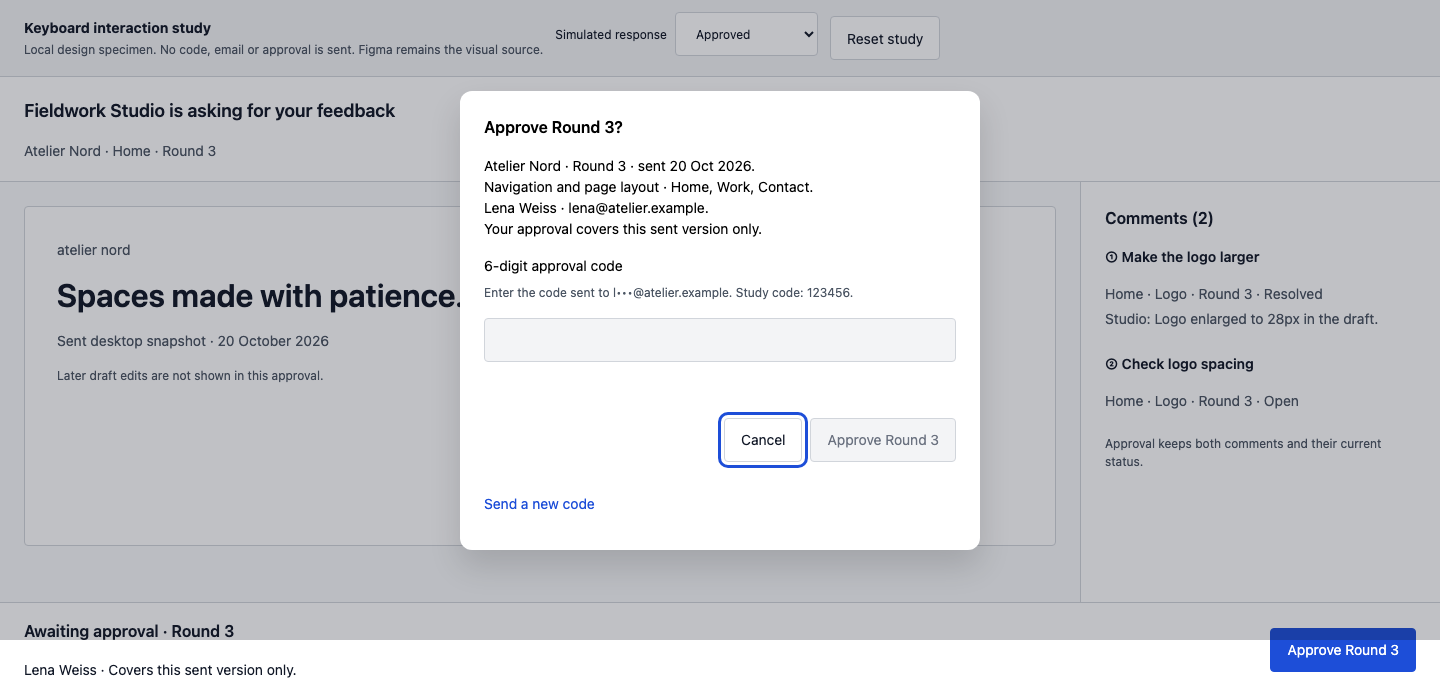 Keyboard interaction study
Local design specimen. No code, email or approval is sent. Figma remains the visual source.
Simulated response
Approved
Reset study
Fieldwork Studio is asking for your feedback
Atelier Nord · Home · Round 3
atelier nord
Spaces made with patience.
Sent desktop snapshot · 20 October 2026
Later draft edits are not shown in this approval.
Approve Round 3?
Atelier Nord · Round 3 · sent 20 Oct 2026.
Navigation and page layout · Home, Work, Contact.
Lena Weiss · lena@atelier.example.
Your approval covers this sent version only.
6-digit approval code
Enter the code sent to l•••@atelier.example. Study code: 123456.
Cancel
Approve Round 3
Send a new code
Comments (2)
① Make the logo larger
Home · Logo · Round 3 · Resolved
Studio: Logo enlarged to 28px in the draft.
② Check logo spacing
Home · Logo · Round 3 · Open
Approval keeps both comments and their current
status.
Awaiting approval · Round 3
Lena Weiss · Covers this sent version only.
Approve Round 3